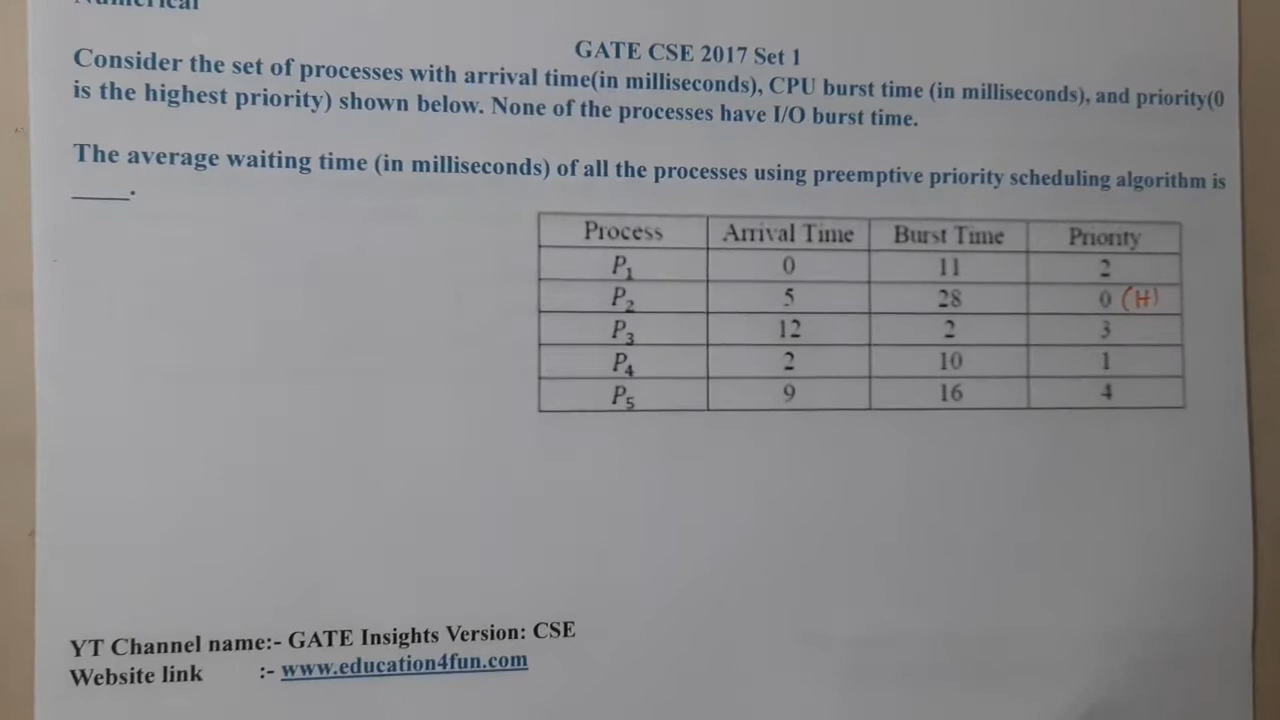 Numerical
GATE CSE 2017 Set 1
Consider the set of processes with arrival time(in milliseconds), CPU burst time (in milliseconds), and priority(0
is the highest priority) shown below. None of the processes have I/O burst time.
The average waiting time (in milliseconds) of all the processes using preemptive priority scheduling algorithm is
_____.
Process Arrival Time Burst Time Priority
P1 0 11 2
P2 5 28 0 (H)
P3 12 2 3
P4 2 10 1
P5 9 16 4
YT Channel name:- GATE Insights Version: CSE
Website link :- www.education4fun.com